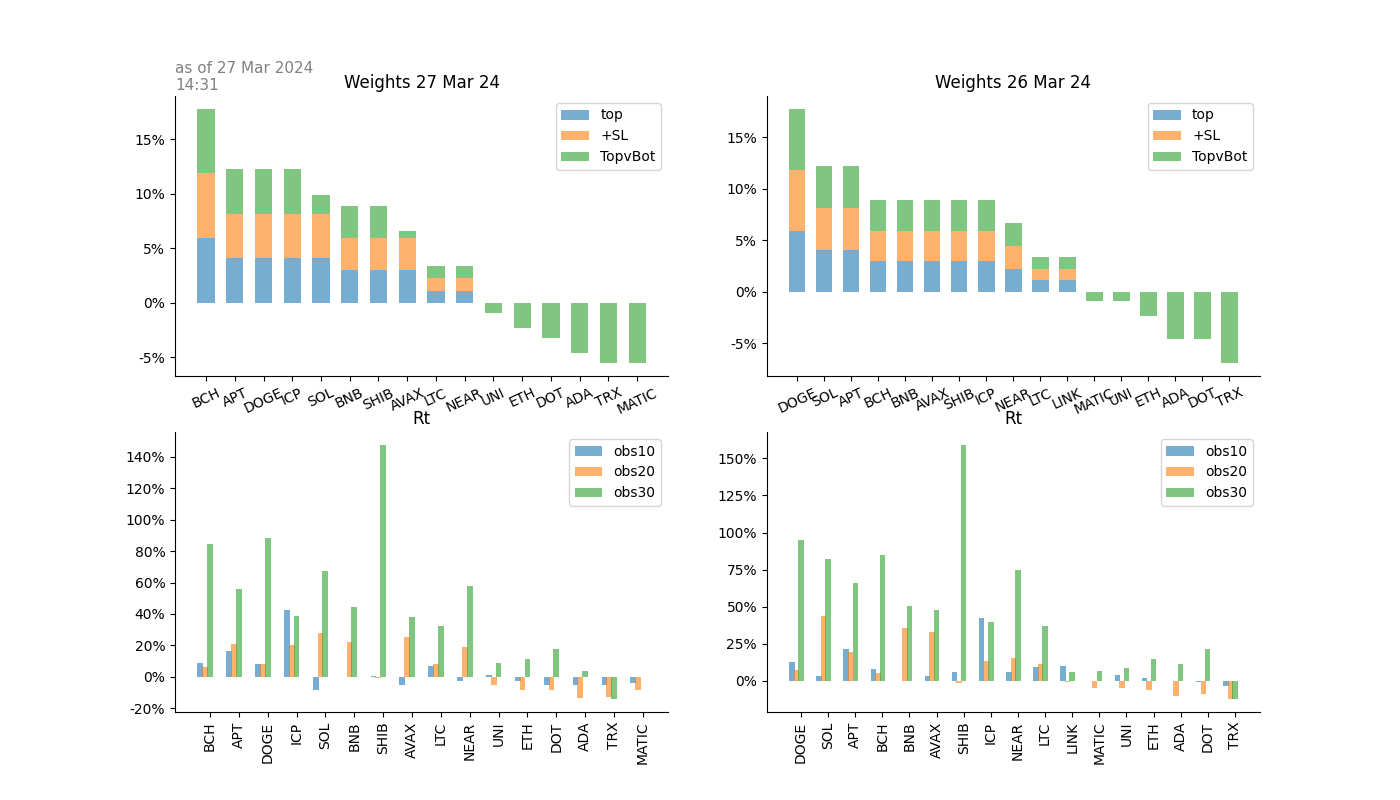 as of 27 Mar 2024
14:31
Weights 27 Mar 24
top
+SL
TopvBot
15%
10%
5%
0%
-5%
BCH APT DOGE ICP SOL BNB SHIB AVAX LTC NEAR UNI ETH DOT ADA TRX MATIC
Weights 26 Mar 24
top
+SL
TopvBot
15%
10%
5%
0%
-5%
DOGE SOL APT BCH BNB AVAX SHIB ICP NEAR LTC LINK MATIC UNI ETH ADA DOT TRX
Rt
obs10
obs20
obs30
140%
120%
100%
80%
60%
40%
20%
0%
-20%
BCH APT DOGE ICP SOL BNB SHIB AVAX LTC NEAR UNI ETH DOT ADA TRX MATIC
Rt
obs10
obs20
obs30
150%
125%
100%
75%
50%
25%
0%
DOGE SOL APT BCH BNB AVAX SHIB ICP NEAR LTC LINK MATIC UNI ETH ADA DOT TRX